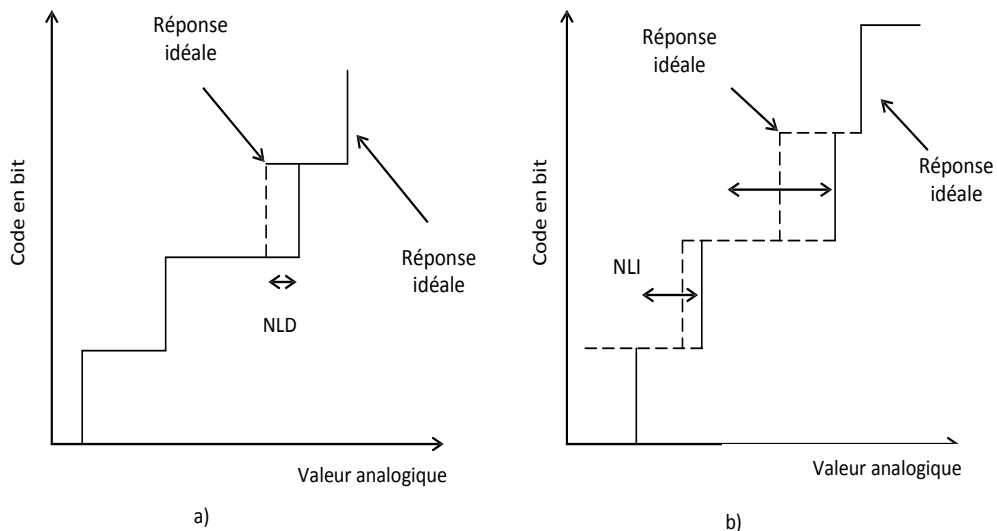 Réponse
idéale
Code en bit
Réponse
idéale
NLD
Valeur analogique
a)
Réponse
idéale
Code en bit
Réponse
idéale
NLI
Valeur analogique
b)